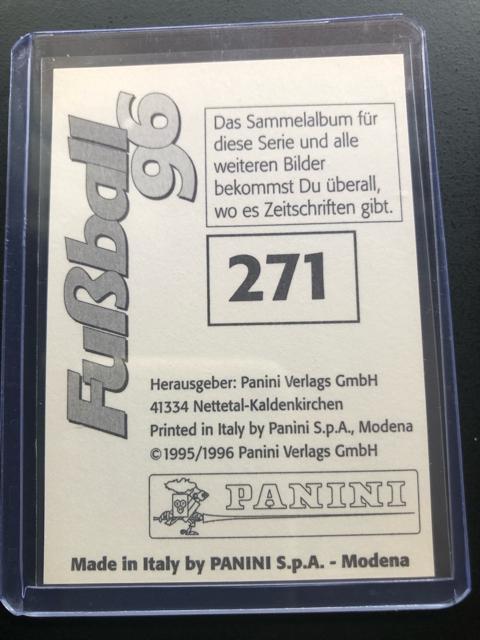 Fußball
96
Das Sammelalbum für
diese Serie und alle
weiteren Bilder
bekommst Du überall,
wo es Zeitschriften gibt.
271
Herausgeber: Panini Verlags GmbH
41334 Nettetal-Kaldenkirchen
Printed in Italy by Panini S.p.A., Modena
©1995/1996 Panini Verlags GmbH
PANINI
Made in Italy by PANINI S.p.A. - Modena